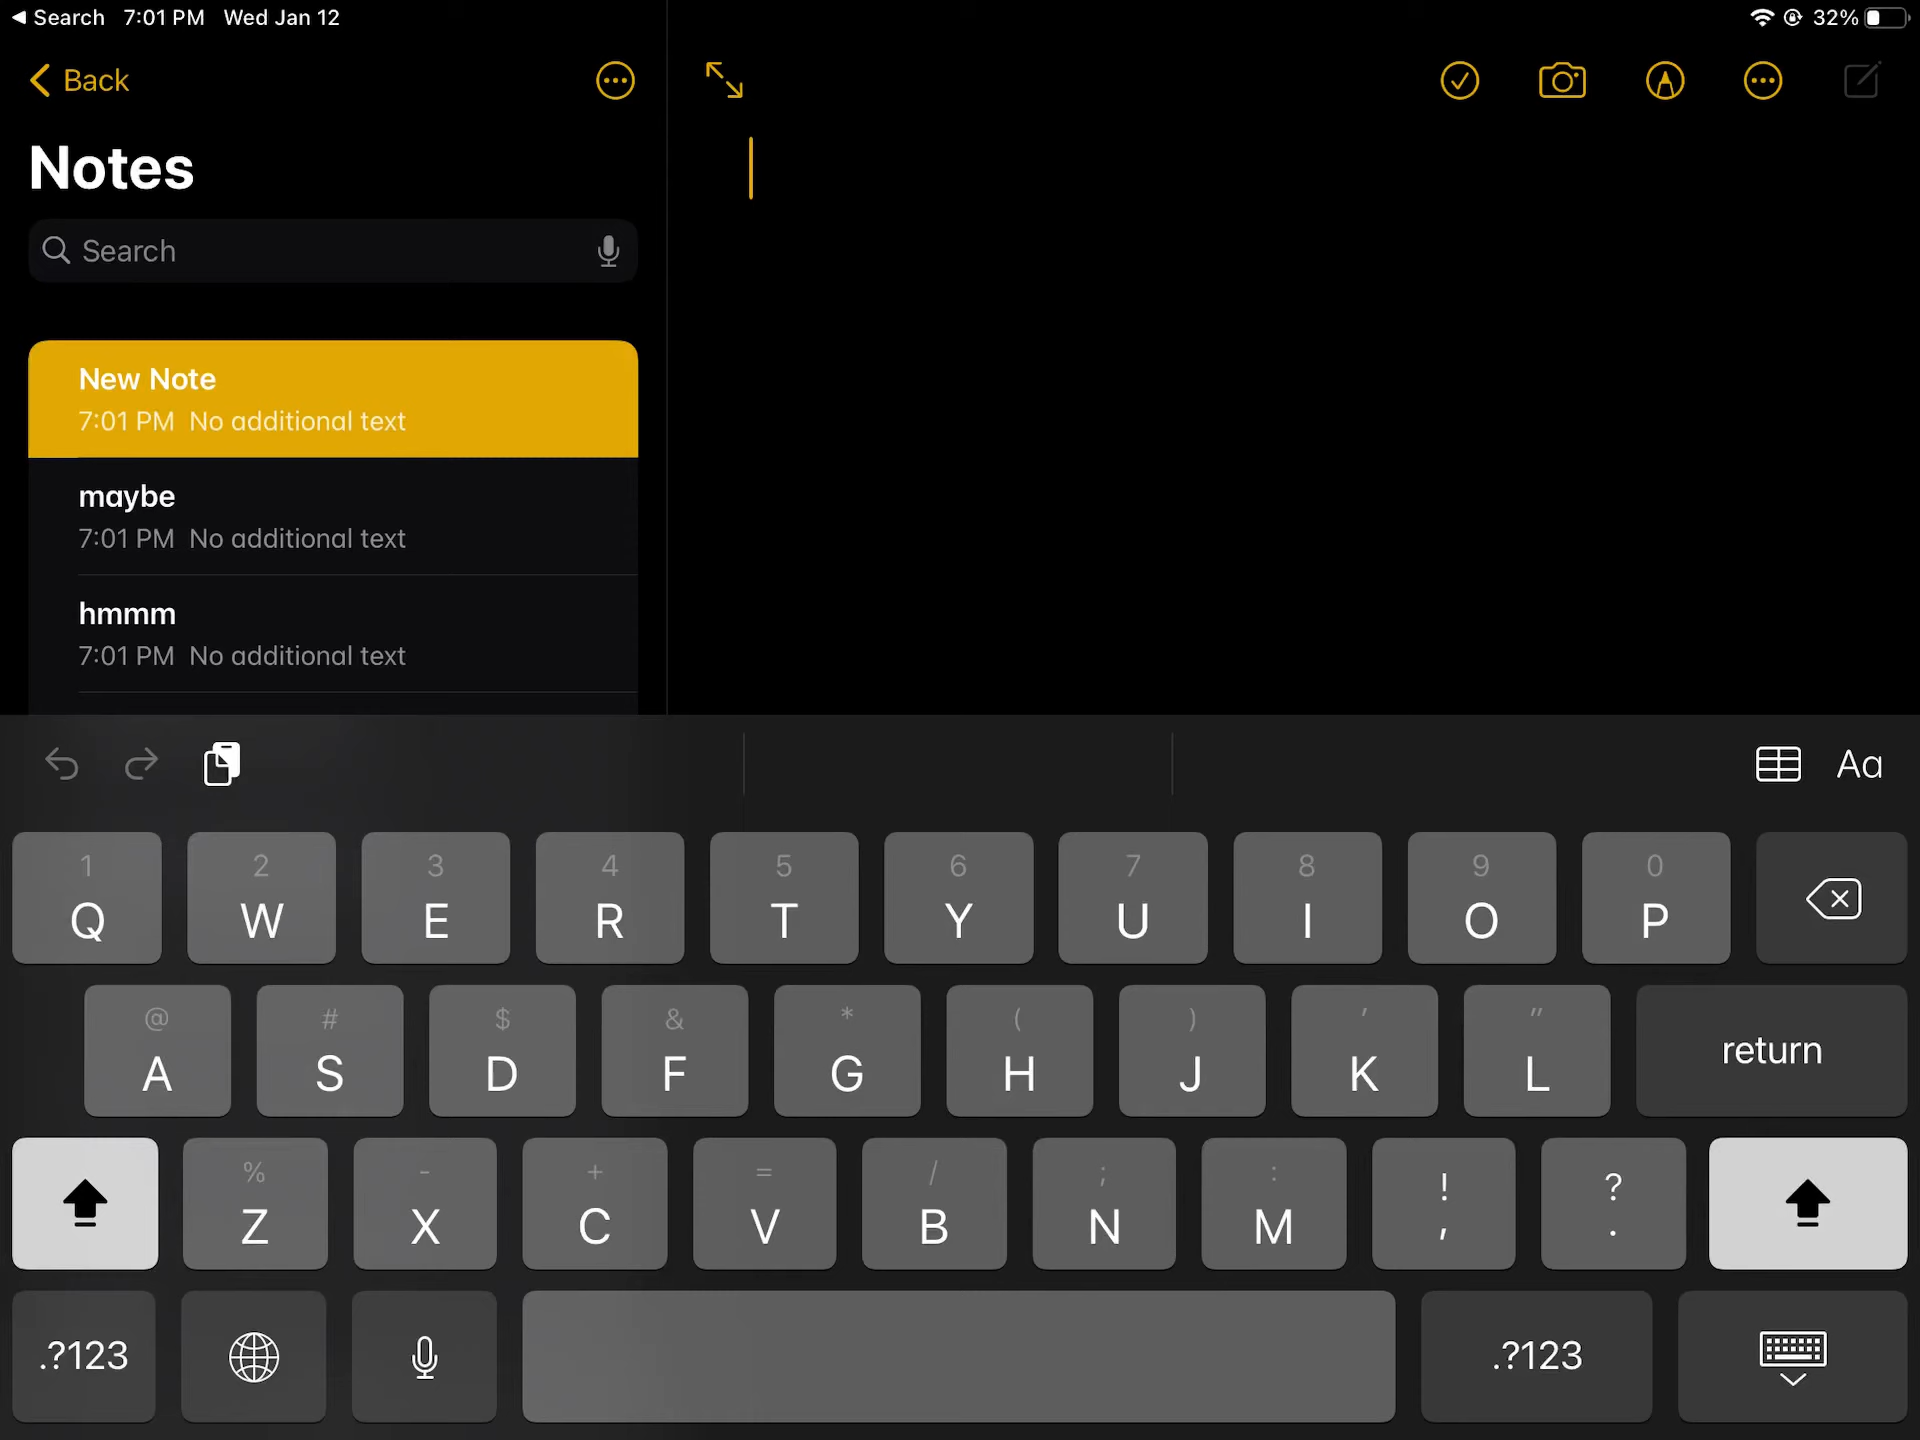 Search 7:01 PM Wed Jan 12 32%
Back
Notes
Search
New Note
7:01 PM No additional text
maybe
7:01 PM No additional text
hmmm
7:01 PM No additional text
Aa
1 2 3 4 5 6 7 8 9 0
Q W E R T Y U I O P
@ # $ & * ( ) ' "
A S D F G H J K L return
% - + = / ; : ! ?
Z X C V B N M , .
.?123 .?123